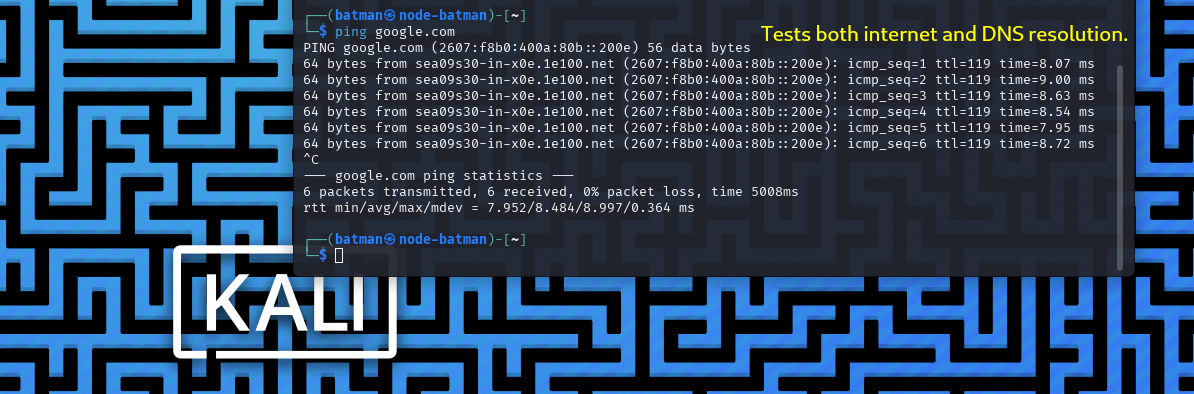 ┌──(batman㉿node-batman)-[~]
└─$ ping google.com
Tests both internet and DNS resolution.
PING google.com (2607:f8b0:400a:80b::200e) 56 data bytes
64 bytes from sea09s30-in-x0e.1e100.net (2607:f8b0:400a:80b::200e): icmp_seq=1 ttl=119 time=8.07 ms
64 bytes from sea09s30-in-x0e.1e100.net (2607:f8b0:400a:80b::200e): icmp_seq=2 ttl=119 time=9.00 ms
64 bytes from sea09s30-in-x0e.1e100.net (2607:f8b0:400a:80b::200e): icmp_seq=3 ttl=119 time=8.63 ms
64 bytes from sea09s30-in-x0e.1e100.net (2607:f8b0:400a:80b::200e): icmp_seq=4 ttl=119 time=8.54 ms
64 bytes from sea09s30-in-x0e.1e100.net (2607:f8b0:400a:80b::200e): icmp_seq=5 ttl=119 time=7.95 ms
64 bytes from sea09s30-in-x0e.1e100.net (2607:f8b0:400a:80b::200e): icmp_seq=6 ttl=119 time=8.72 ms
^C
--- google.com ping statistics ---
6 packets transmitted, 6 received, 0% packet loss, time 5008ms
rtt min/avg/max/mdev = 7.952/8.484/8.997/0.364 ms
┌──(batman㉿node-batman)-[~]
└─$
KALI